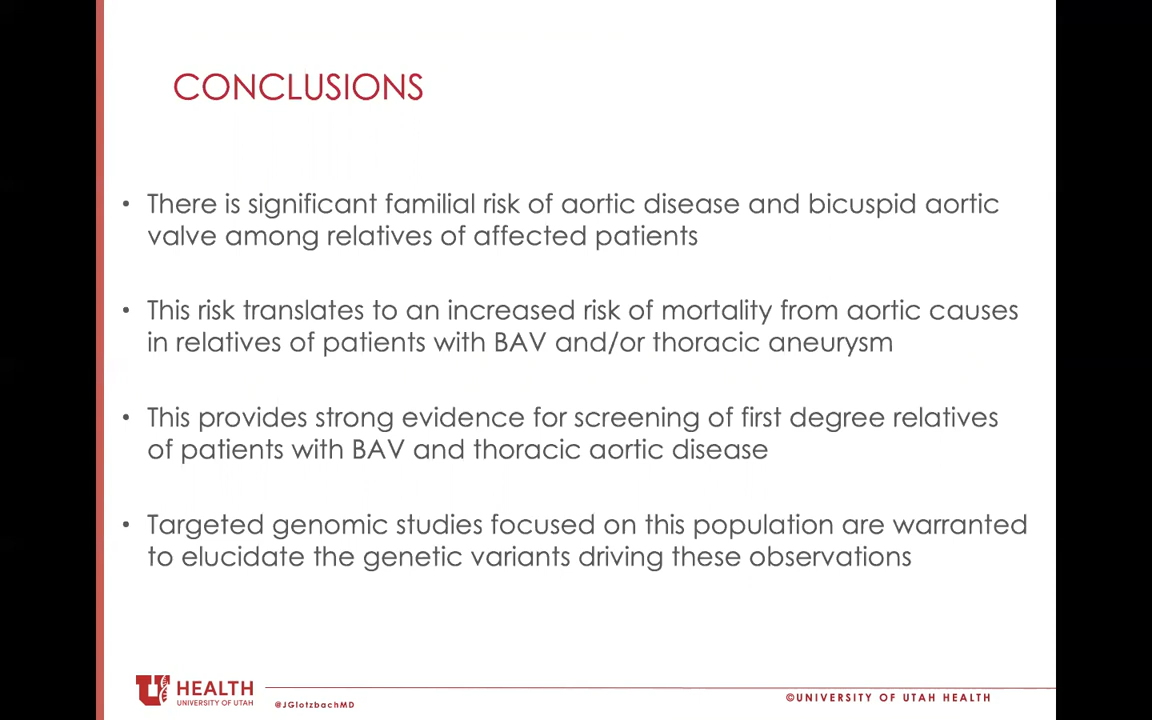 CONCLUSIONS
• There is significant familial risk of aortic disease and bicuspid aortic
valve among relatives of affected patients
• This risk translates to an increased risk of mortality from aortic causes
in relatives of patients with BAV and/or thoracic aneurysm
• This provides strong evidence for screening of first degree relatives
of patients with BAV and thoracic aortic disease
• Targeted genomic studies focused on this population are warranted
to elucidate the genetic variants driving these observations
U HEALTH
UNIVERSITY OF UTAH
@JGlotzbachMD
©UNIVERSITY OF UTAH HEALTH